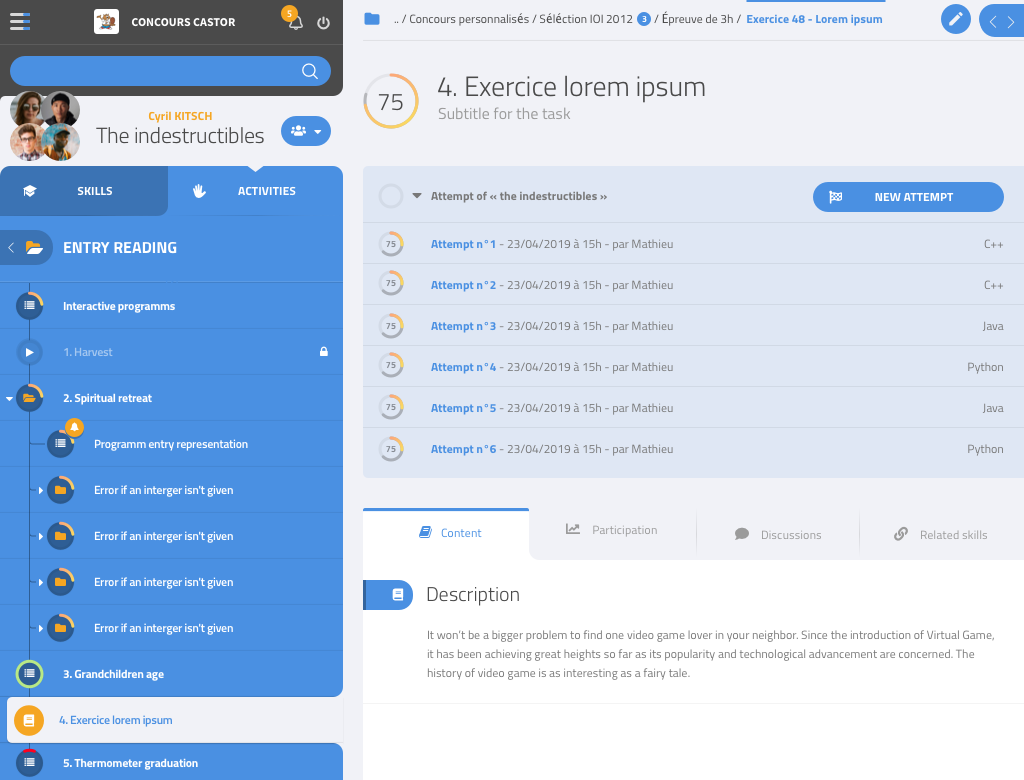 CONCOURS CASTOR
5
Cyril KITSCH
The indestructibles
SKILLS
ACTIVITIES
ENTRY READING
Interactive programms
1. Harvest
2. Spiritual retreat
Programm entry representation
Error if an interger isn't given
Error if an interger isn't given
Error if an interger isn't given
Error if an interger isn't given
3. Grandchildren age
4. Exercice lorem ipsum
5. Thermometer graduation
.. / Concours personnalisés / Séléction IOI 2012 3 / Épreuve de 3h / Exercice 48 - Lorem ipsum
75
4. Exercice lorem ipsum
Subtitle for the task
Attempt of « the indestructibles »
NEW ATTEMPT
75 Attempt n°1 - 23/04/2019 à 15h - par Mathieu C++
75 Attempt n°2 - 23/04/2019 à 15h - par Mathieu C++
75 Attempt n°3 - 23/04/2019 à 15h - par Mathieu Java
75 Attempt n°4 - 23/04/2019 à 15h - par Mathieu Python
75 Attempt n°5 - 23/04/2019 à 15h - par Mathieu Java
75 Attempt n°6 - 23/04/2019 à 15h - par Mathieu Python
Content
Participation
Discussions
Related skills
Description
It won't be a bigger problem to find one video game lover in your neighbor. Since the introduction of Virtual Game,
it has been achieving great heights so far as its popularity and technological advancement are concerned. The
history of video game is as interesting as a fairy tale.